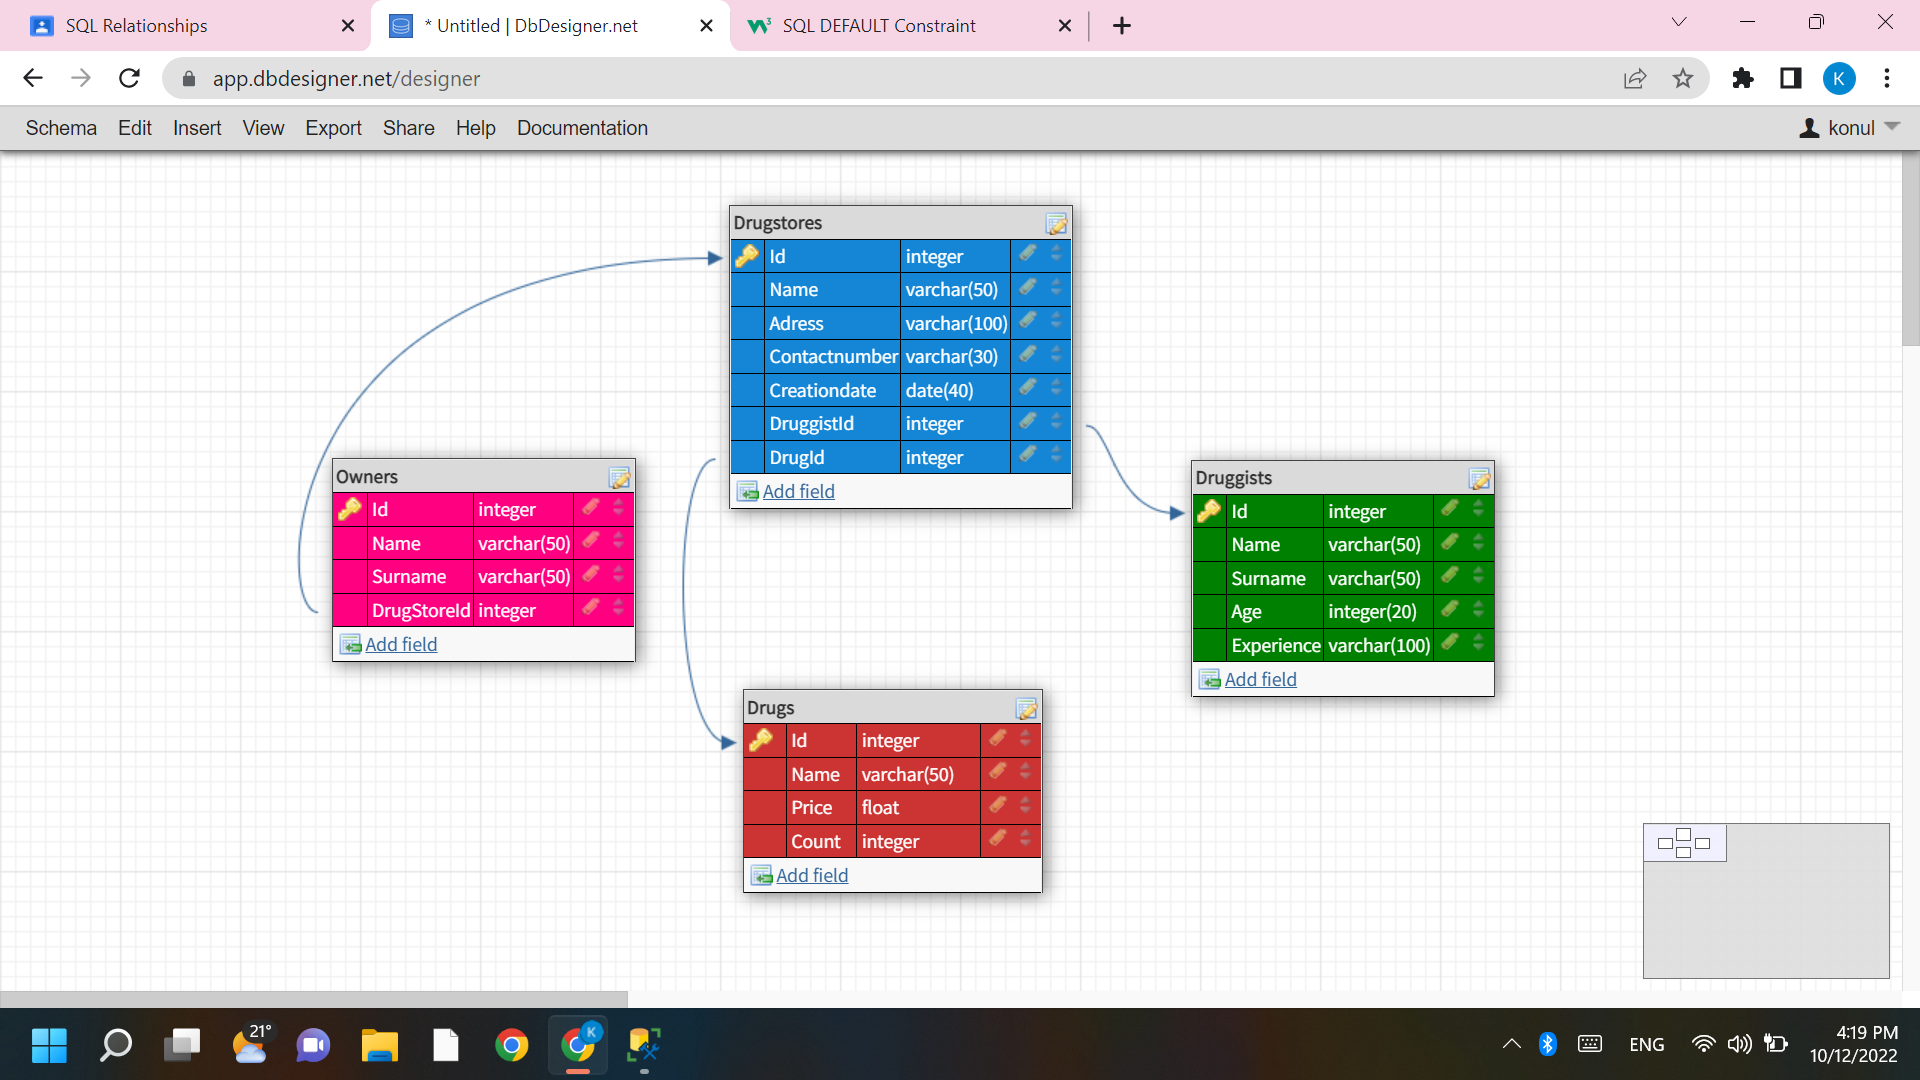 SQL Relationships
* Untitled | DbDesigner.net
SQL DEFAULT Constraint
app.dbdesigner.net/designer
K
Schema Edit Insert View Export Share Help Documentation
konul
Drugstores
Id integer
Name varchar(50)
Adress varchar(100)
Contactnumber varchar(30)
Creationdate date(40)
DruggistId integer
DrugId integer
Add field
Owners
Id integer
Name varchar(50)
Surname varchar(50)
DrugStoreId integer
Add field
Druggists
Id integer
Name varchar(50)
Surname varchar(50)
Age integer(20)
Experience varchar(100)
Add field
Drugs
Id integer
Name varchar(50)
Price float
Count integer
Add field
21°
K
ENG
4:19 PM
10/12/2022